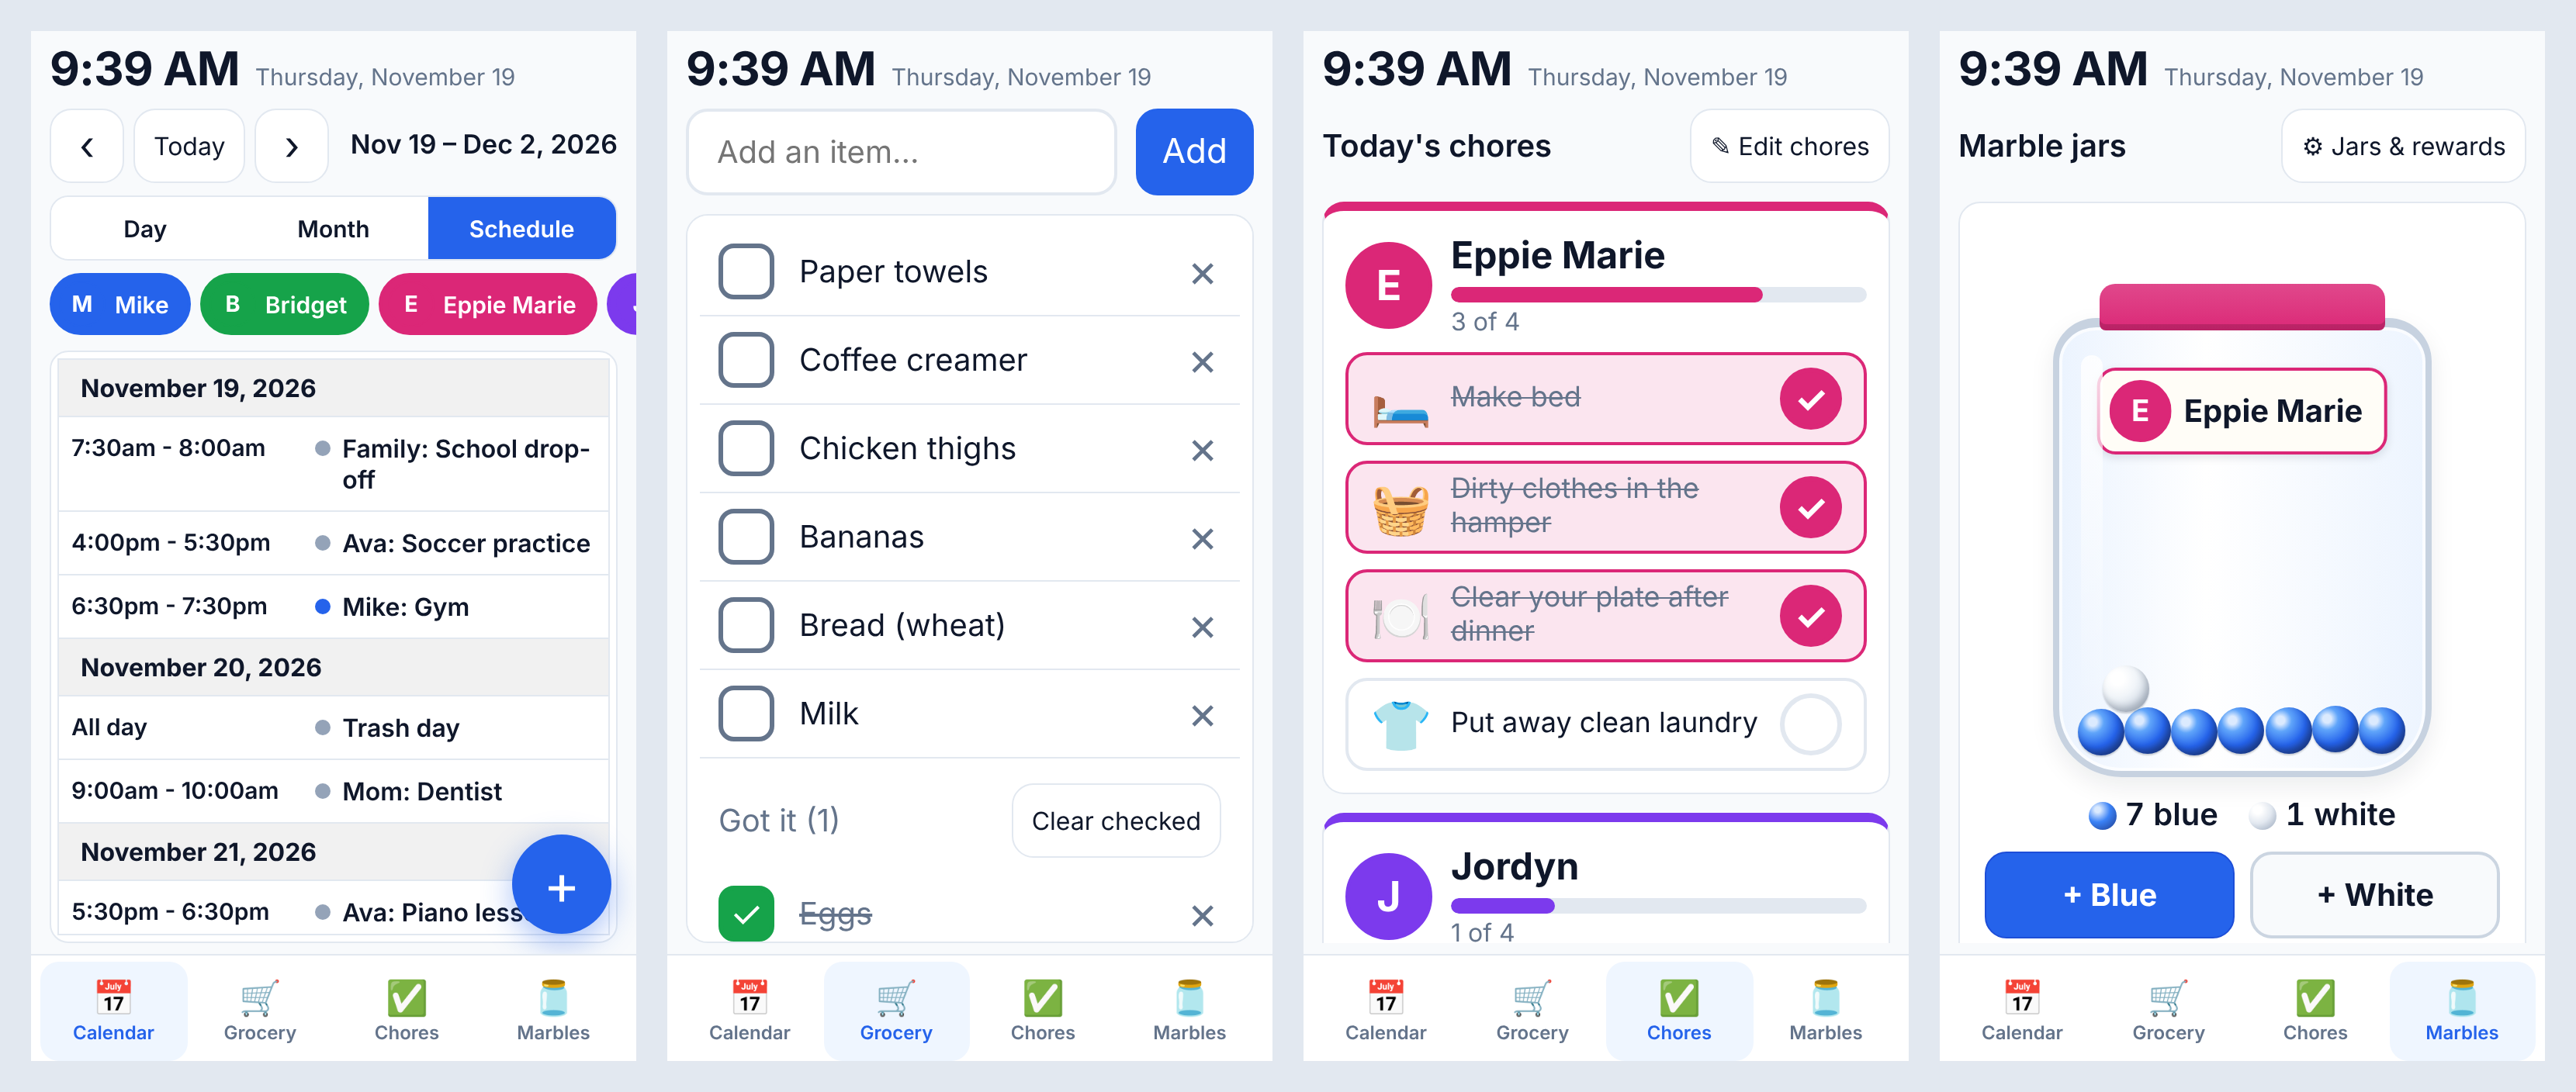 9:39 AM Thursday, November 19
‹ Today › Nov 19 – Dec 2, 2026
Day Month Schedule
M Mike B Bridget E Eppie Marie
November 19, 2026
7:30am - 8:00am Family: School drop-
off
4:00pm - 5:30pm Ava: Soccer practice
6:30pm - 7:30pm Mike: Gym
November 20, 2026
All day Trash day
9:00am - 10:00am Mom: Dentist
November 21, 2026
5:30pm - 6:30pm Ava: Piano less
+
July 17
Calendar Grocery Chores Marbles
9:39 AM Thursday, November 19
Add an item... Add
Paper towels ×
Coffee creamer ×
Chicken thighs ×
Bananas ×
Bread (wheat) ×
Milk ×
Got it (1) Clear checked
Eggs ×
July 17
Calendar Grocery Chores Marbles
9:39 AM Thursday, November 19
Today's chores ✎ Edit chores
E Eppie Marie
3 of 4
Make bed
Dirty clothes in the
hamper
Clear your plate after
dinner
Put away clean laundry
J Jordyn
1 of 4
July 17
Calendar Grocery Chores Marbles
9:39 AM Thursday, November 19
Marble jars ⚙ Jars & rewards
E Eppie Marie
7 blue 1 white
+ Blue + White
July 17
Calendar Grocery Chores Marbles